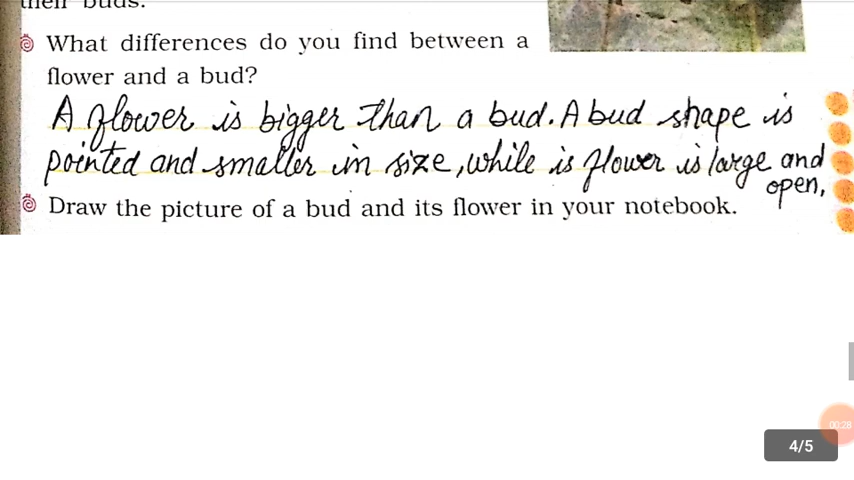 their buds.
What differences do you find between a
flower and a bud?
A flower is bigger than a bud. A bud shape is
pointed and smaller in size, while is flower is large and
open,
Draw the picture of a bud and its flower in your notebook.
00:28
4/5